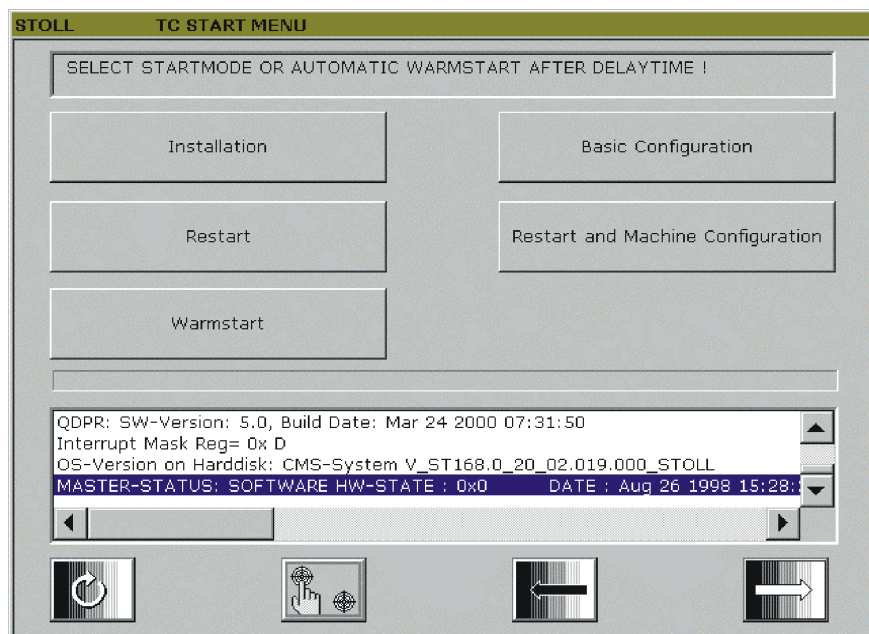 STOLL TC START MENU
SELECT STARTMODE OR AUTOMATIC WARMSTART AFTER DELAYTIME !
Installation
Basic Configuration
Restart
Restart and Machine Configuration
Warmstart
QDPR: SW-Version: 5.0, Build Date: Mar 24 2000 07:31:50
Interrupt Mask Reg= 0x D
OS-Version on Harddisk: CMS-System V_ST168.0_20_02.019.000_STOLL
MASTER-STATUS: SOFTWARE HW-STATE : 0x0 DATE : Aug 26 1998 15:28: